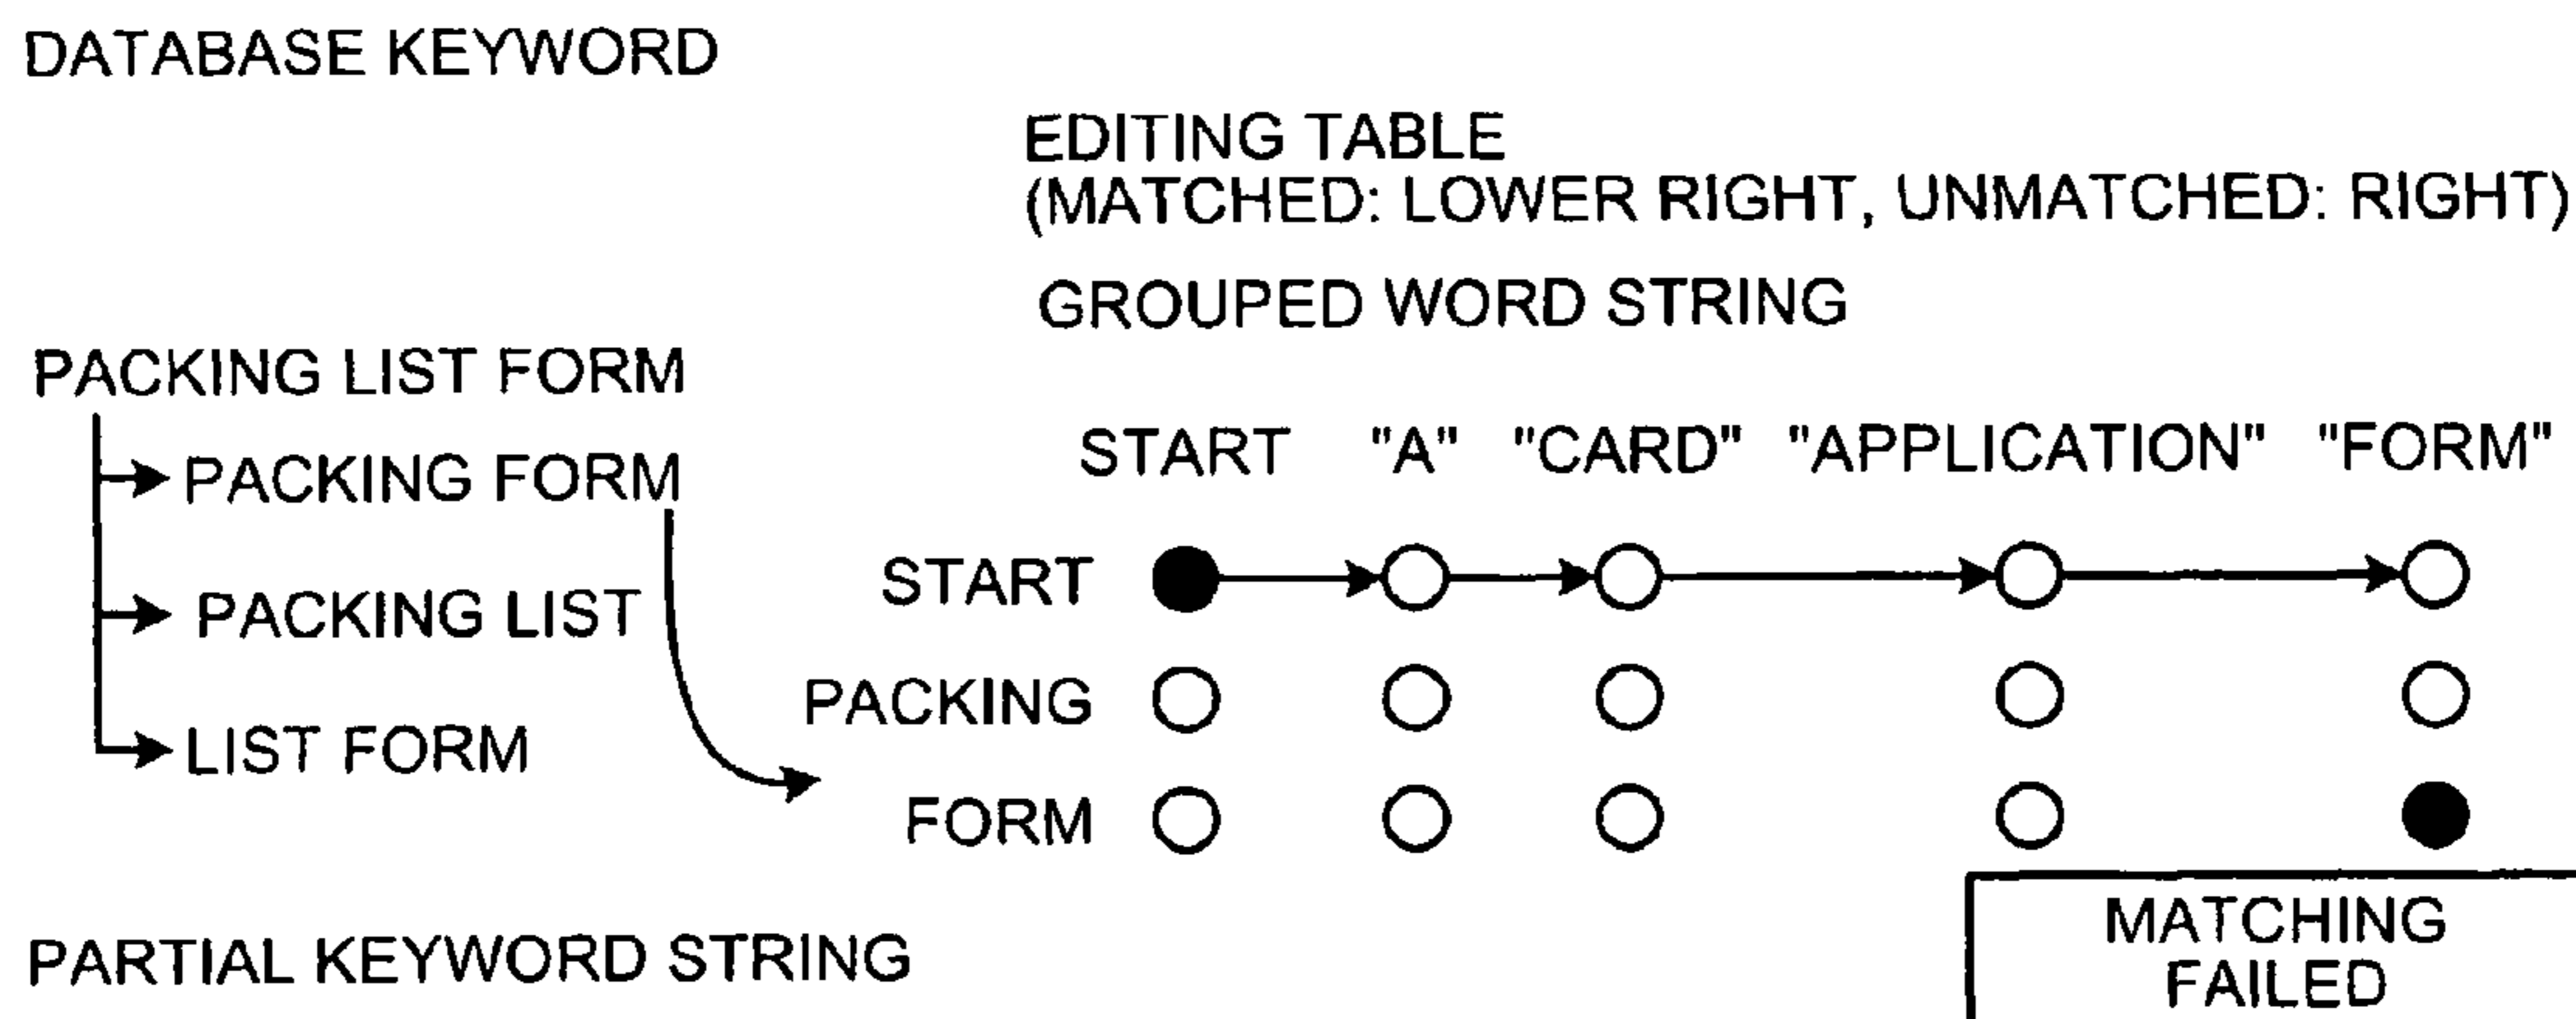 DATABASE KEYWORD
EDITING TABLE
(MATCHED: LOWER RIGHT, UNMATCHED: RIGHT)
GROUPED WORD STRING
PACKING LIST FORM
PACKING FORM
PACKING LIST
LIST FORM
START "A" "CARD" "APPLICATION" "FORM"
START
PACKING
FORM
MATCHING
FAILED
PARTIAL KEYWORD STRING